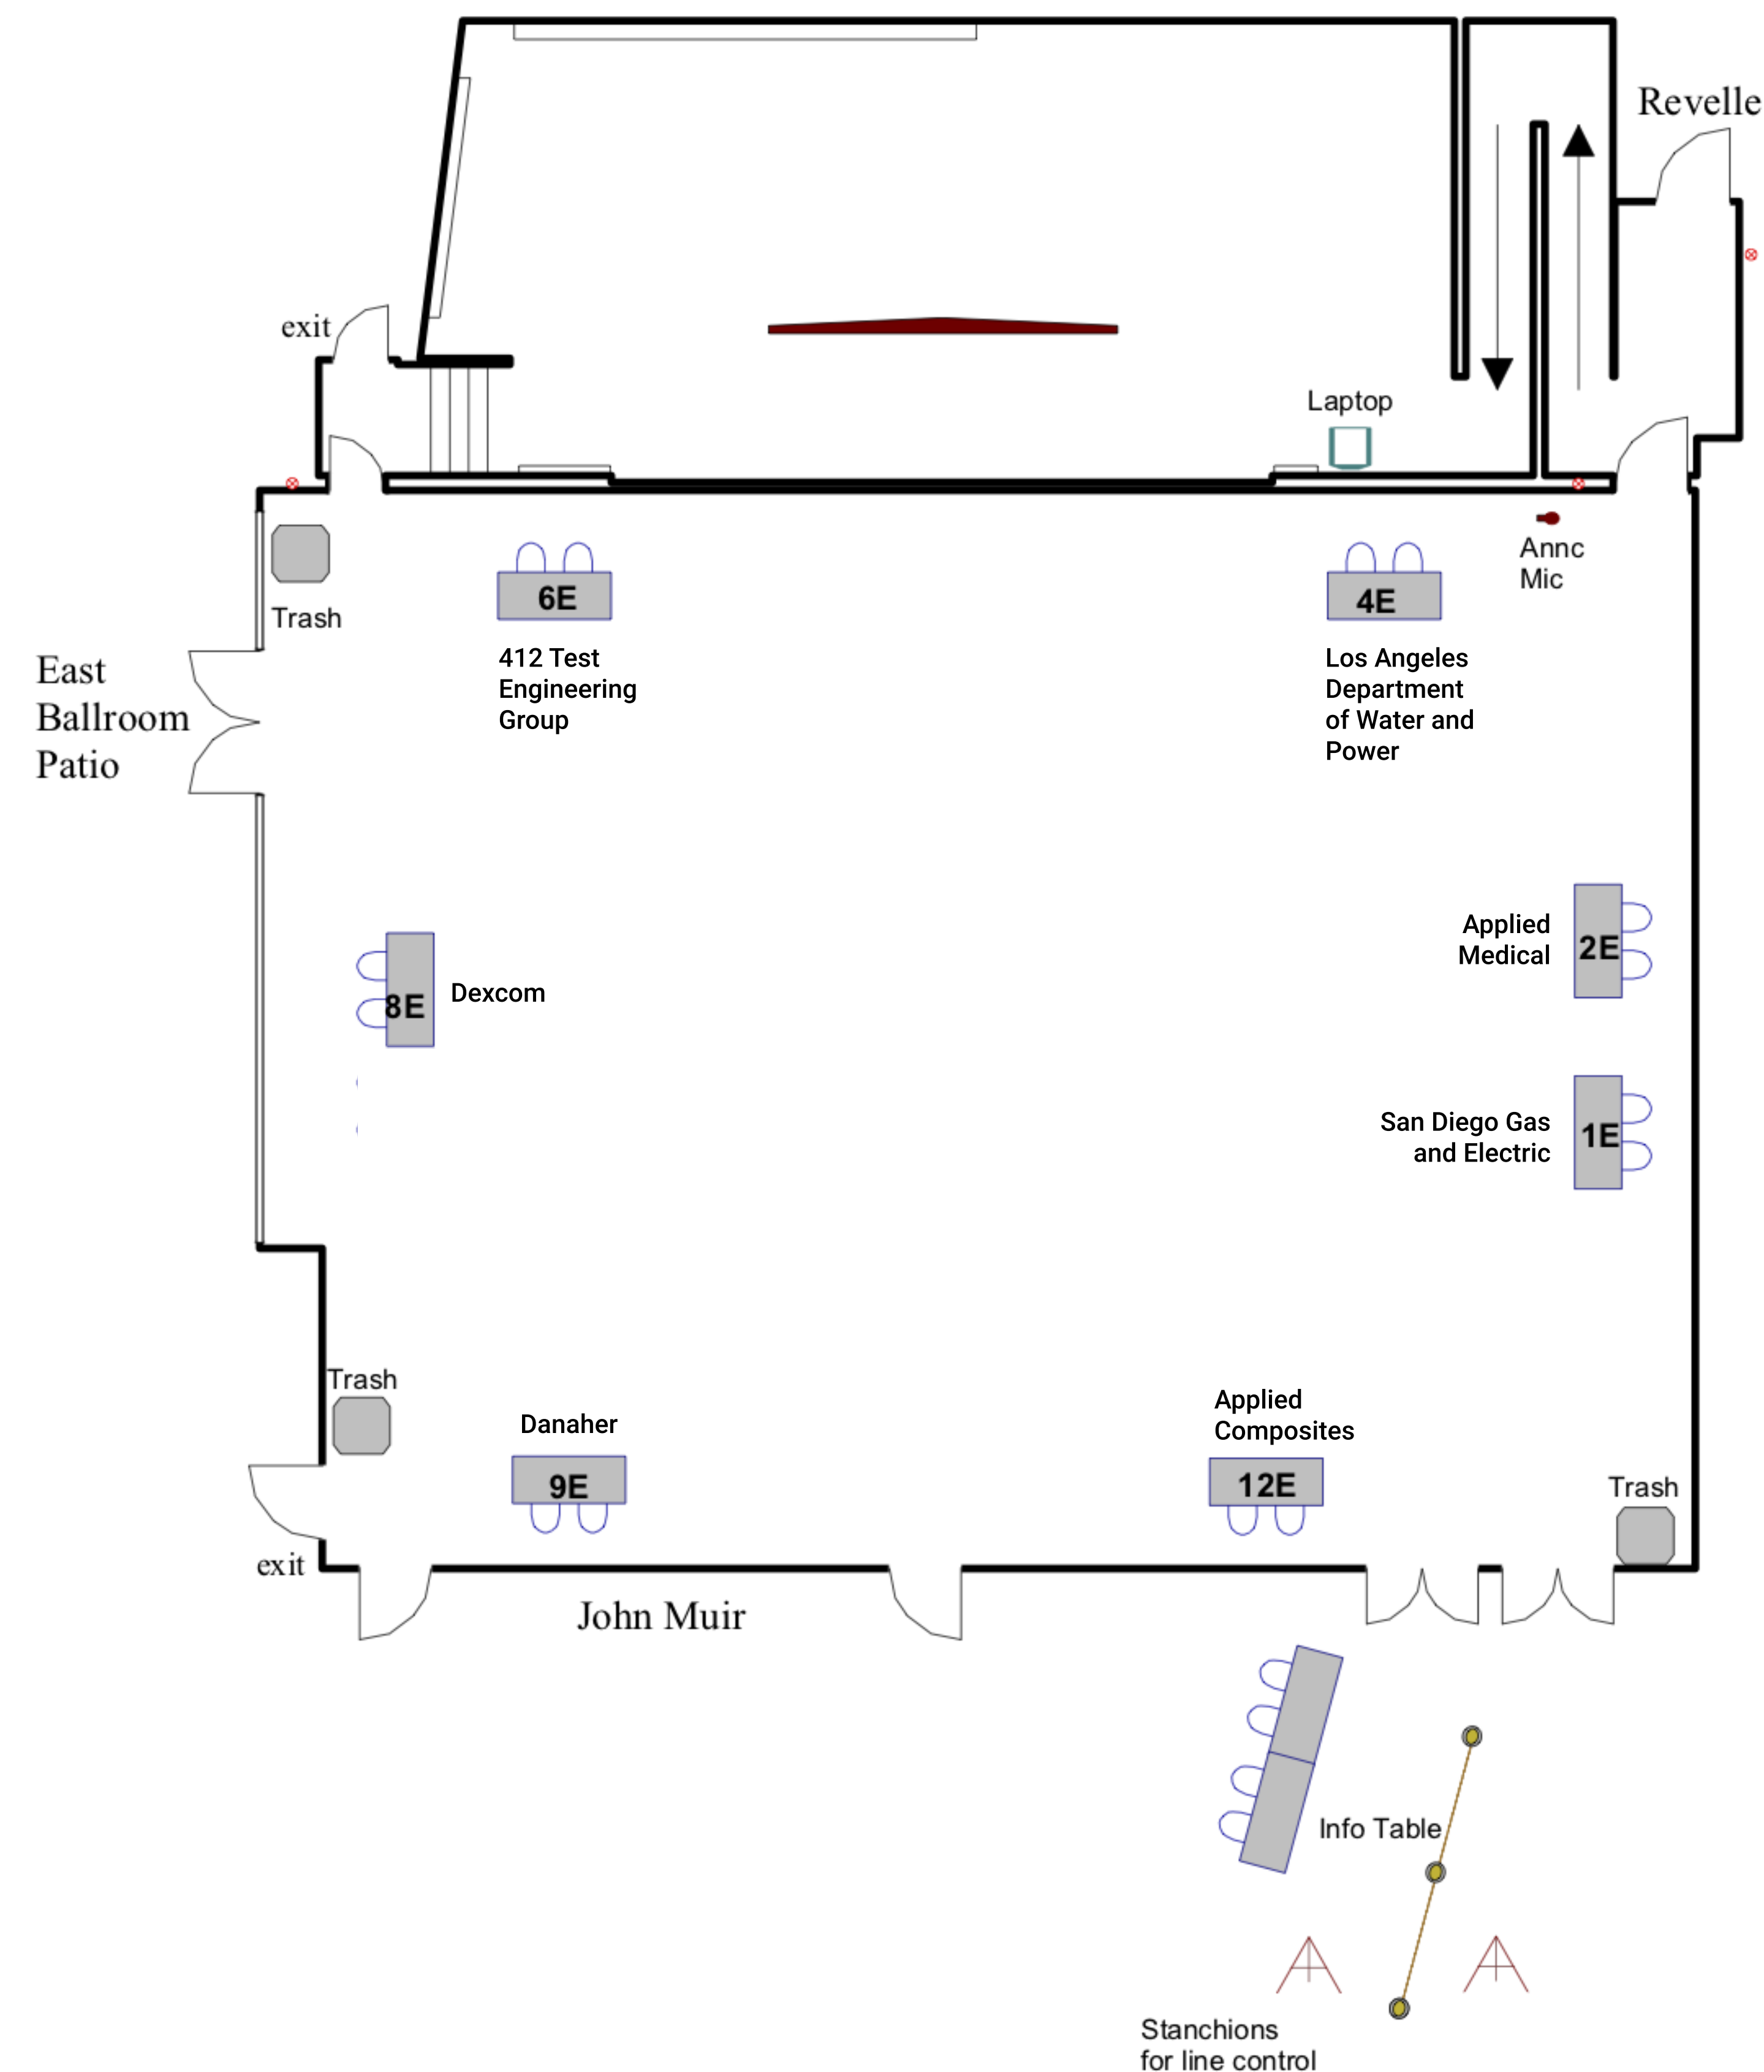 Revelle
exit
Laptop
Annc
Mic
Trash
6E
4E
412 Test
Engineering
Group
Los Angeles
Department
of Water and
Power
East
Ballroom
Patio
Applied
Medical
2E
8E
Dexcom
San Diego Gas
and Electric
1E
Trash
Danaher
9E
Applied
Composites
12E
Trash
exit
John Muir
Info Table
Stanchions
for line control